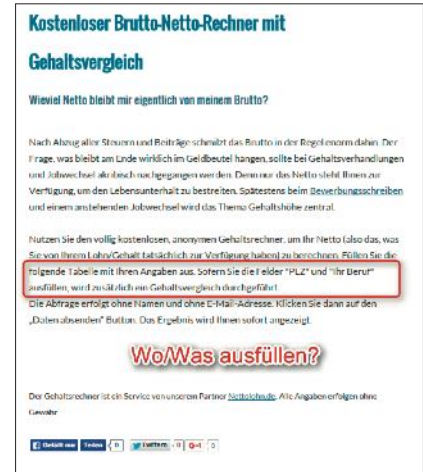 Kostenloser Brutto-Netto-Rechner mit
Gehaltsvergleich
Wieviel Netto bleibt mir eigentlich von meinem Brutto?
Nach Abzug aller Steuern und Beiträge schmilzt das Brutto in der Regel enorm dahin. Der
Frage, was bleibt am Ende wirklich im Geldbeutel hängen, sollte bei Gehaltsverhandlungen
und Jobwechsel akribisch nachgegangen werden. Denn nur das Netto steht Ihnen zur
Verfügung, um den Lebensunterhalt zu bestreiten. Spätestens beim Bewerbungsschreiben
und einem anstehenden Jobwechsel wird das Thema Gehaltshöhe zentral.
Nutzen Sie den völlig kostenlosen, anonymen Gehaltsrechner, um Ihr Netto (also das, was
Sie von Ihrem Lohn/Gehalt tatsächlich zur Verfügung haben) zu berechnen. Füllen Sie die
folgende Tabelle mit Ihren Angaben aus. Sofern Sie die Felder "PLZ" und "Ihr Beruf"
ausfüllen, wird zusätzlich ein Gehaltsvergleich durchgeführt.
Die Abfrage erfolgt ohne Namen und ohne E-Mail-Adresse. Klicken Sie dann auf den
„Daten absenden" Button. Das Ergebnis wird Ihnen sofort angezeigt.
Wo/Was ausfüllen?
Der Gehaltsrechner ist ein Service von unserem Partner Nettolohn.de. Alle Angaben erfolgen ohne
Gewähr
Gefällt mir Teilen 0 Twittern 0 G+1 0